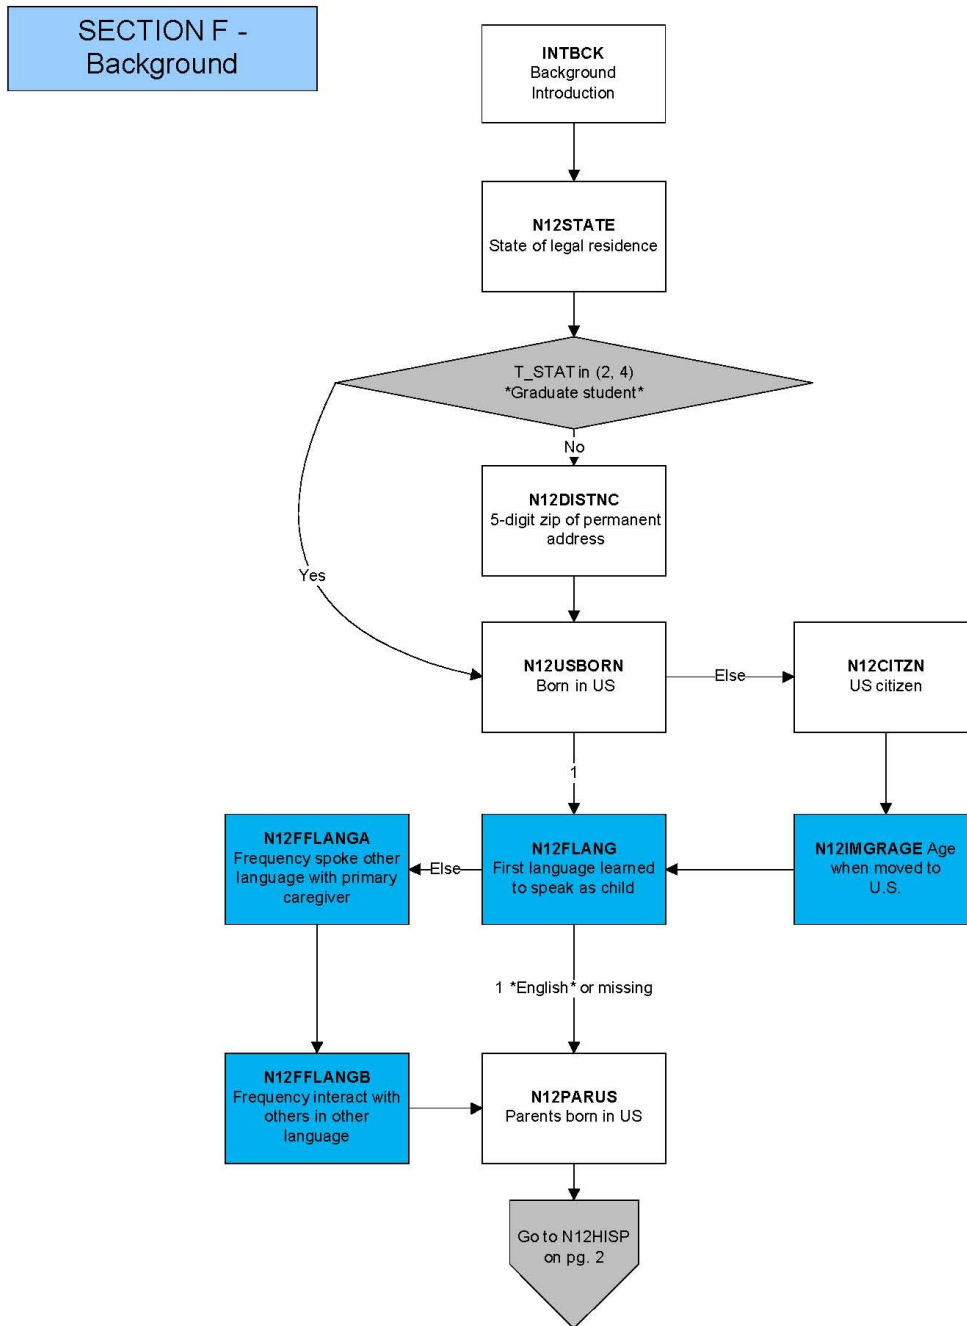 SECTION F -
Background
INTBCK
Background
Introduction
N12STATE
State of legal residence
T_STAT in (2, 4)
*Graduate student*
No
N12DISTNC
5-digit zip of permanent
address
Yes
N12USBORN
Born in US
Else
N12CITZN
US citizen
1
N12FFLANGA
Frequency spoke other
language with primary
caregiver
Else
N12FLANG
First language learned
to speak as child
N12IMGRAGE Age
when moved to
U.S.
1 *English* or missing
N12FFLANGB
Frequency interact with
others in other
language
N12PARUS
Parents born in US
Go to N12HISP
on pg. 2